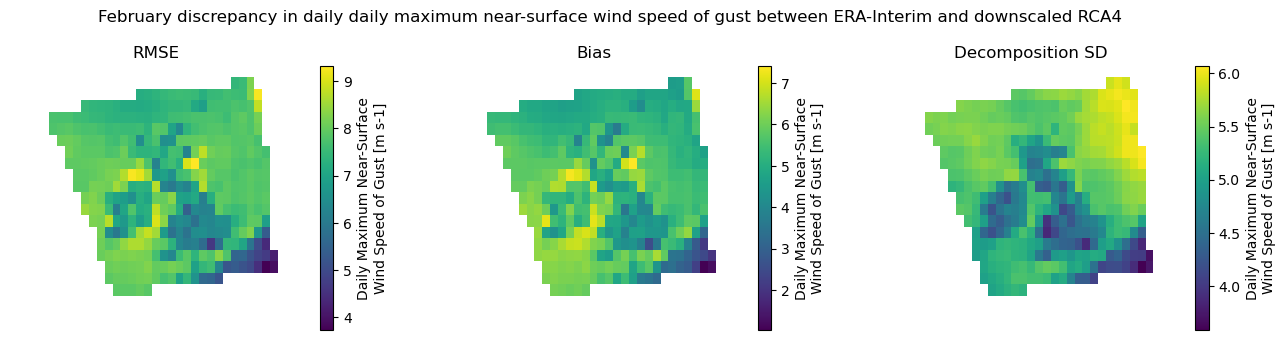 February discrepancy in daily daily maximum near-surface wind speed of gust between ERA-Interim and downscaled RCA4
RMSE
9
8
7
6
5
4
Daily Maximum Near-Surface
Wind Speed of Gust [m s-1]
Bias
7
6
5
4
3
2
Daily Maximum Near-Surface
Wind Speed of Gust [m s-1]
Decomposition SD
6.0
5.5
5.0
4.5
4.0
Daily Maximum Near-Surface
Wind Speed of Gust [m s-1]